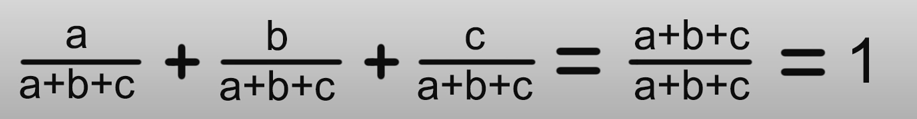 a/(a+b+c) + b/(a+b+c) + c/(a+b+c) = (a+b+c)/(a+b+c) = 1